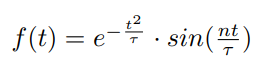 f(t) = e^{-\frac{t^2}{\tau}} \cdot sin(\frac{nt}{\tau})